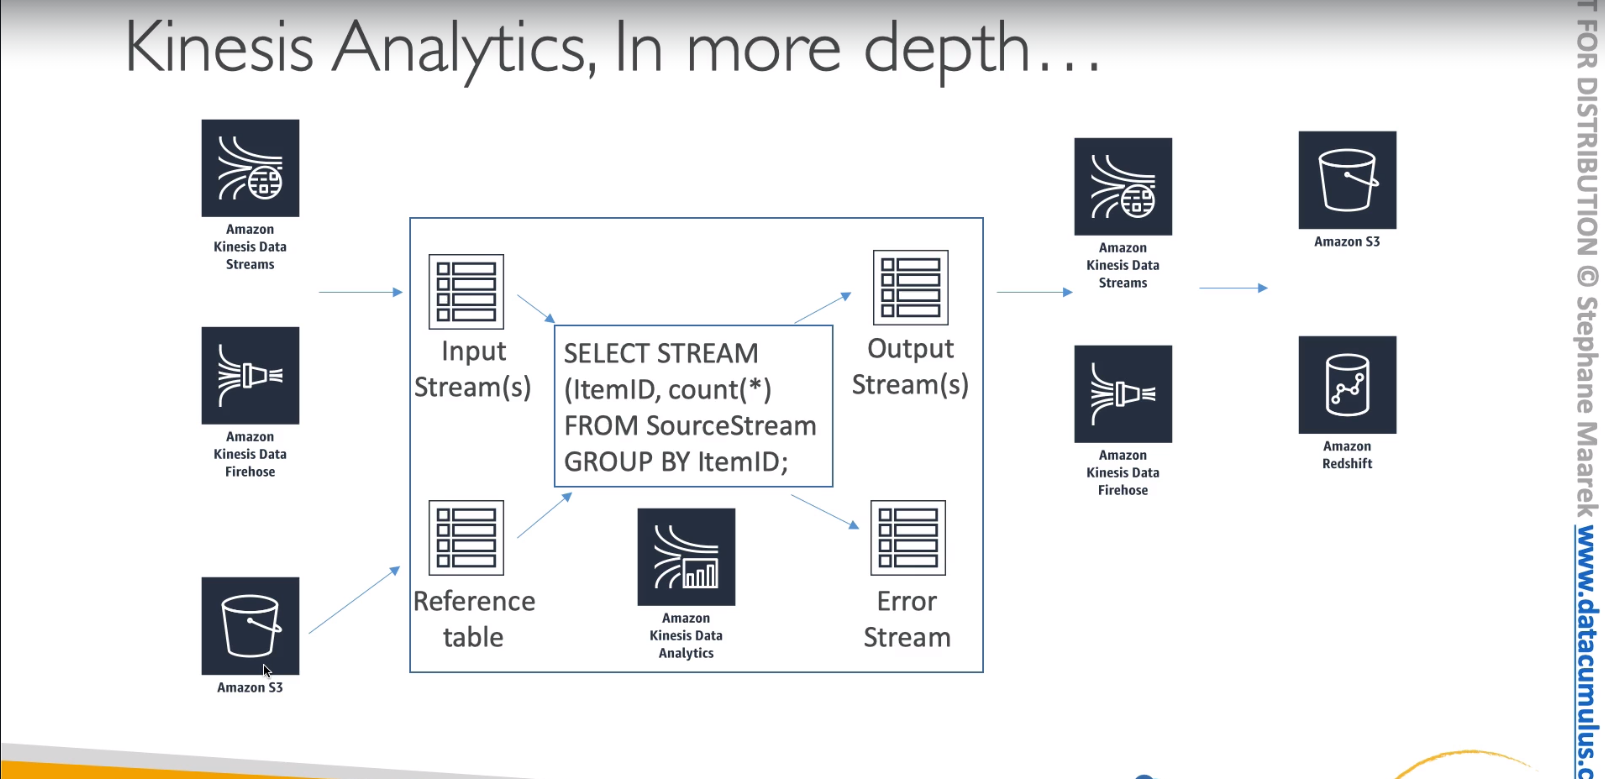 Kinesis Analytics, In more depth…
Amazon
Kinesis Data
Streams
Amazon
Kinesis Data
Firehose
Amazon S3
Input
Stream(s)
Reference
table
SELECT STREAM
(ItemID, count(*)
FROM SourceStream
GROUP BY ItemID;
Amazon
Kinesis Data
Analytics
Output
Stream(s)
Error
Stream
Amazon
Kinesis Data
Streams
Amazon
Kinesis Data
Firehose
Amazon S3
Amazon
Redshift
T FOR DISTRIBUTION © Stephane Maarek www.datacumulus.c